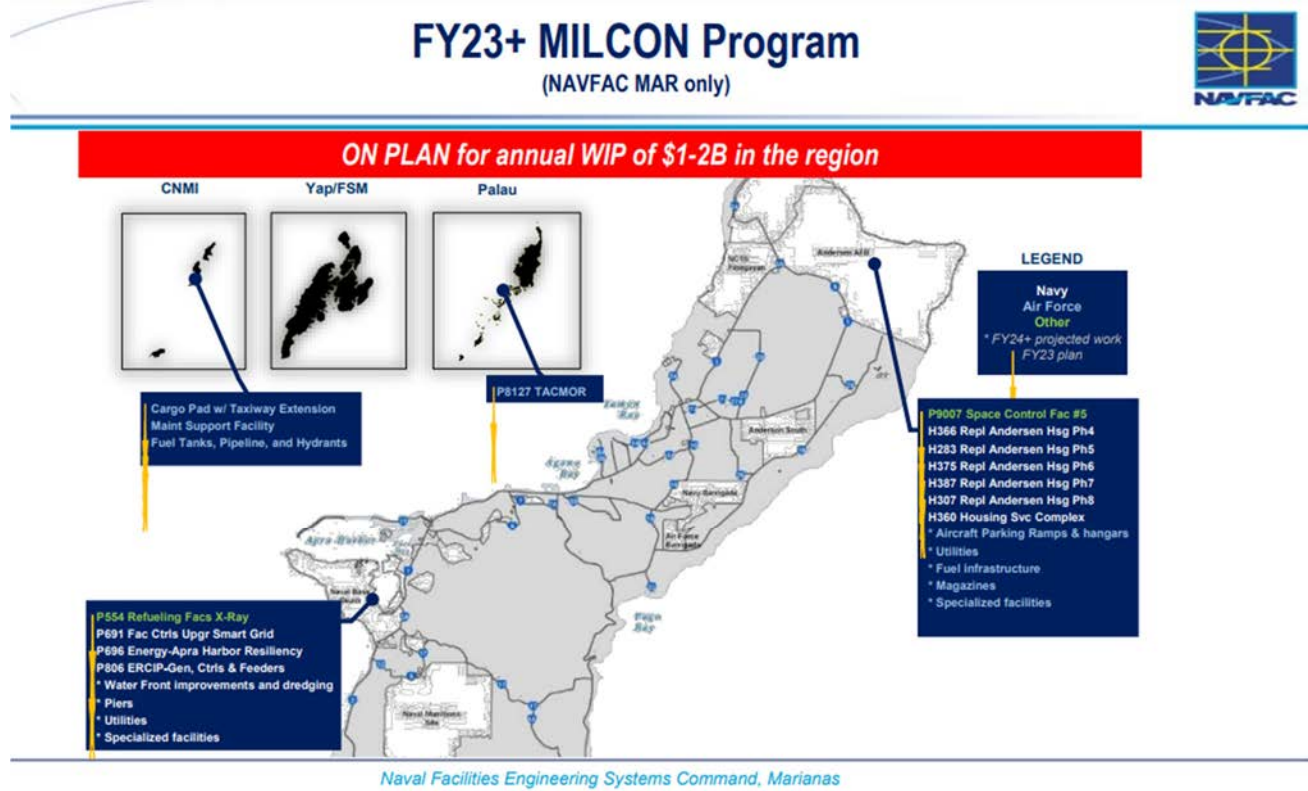 FY23+ MILCON Program
(NAVFAC MAR only)
NAVFAC
ON PLAN for annual WIP of $1-2B in the region
CNMI
Yap/FSM
Palau
LEGEND
Navy
Air Force
Other
* FY24+ projected work
FY23 plan
Cargo Pad w/ Taxiway Extension
Maint Support Facility
Fuel Tanks, Pipeline, and Hydrants
P8127 TACMOR
P9007 Space Control Fac #5
H366 Repl Andersen Hsg Ph4
H283 Repl Andersen Hsg Ph5
H375 Repl Andersen Hsg Ph6
H387 Repl Andersen Hsg Ph7
H307 Repl Andersen Hsg Ph8
H360 Housing Svc Complex
* Aircraft Parking Ramps & hangars
* Utilities
* Fuel infrastructure
* Magazines
* Specialized facilities
P554 Refueling Facs X-Ray
P691 Fac Ctrls Upgr Smart Grid
P696 Energy-Apra Harbor Resiliency
P806 ERCIP-Gen, Ctrls & Feeders
* Water Front improvements and dredging
* Piers
* Utilities
* Specialized facilities
Andersen AFB
Andersen South
Navy Barrigada
Air Force
Barrigada
Agana
Bay
Apra Harbor
Naval Base
Bay
Naval Munitions
Site
Naval Facilities Engineering Systems Command, Marianas